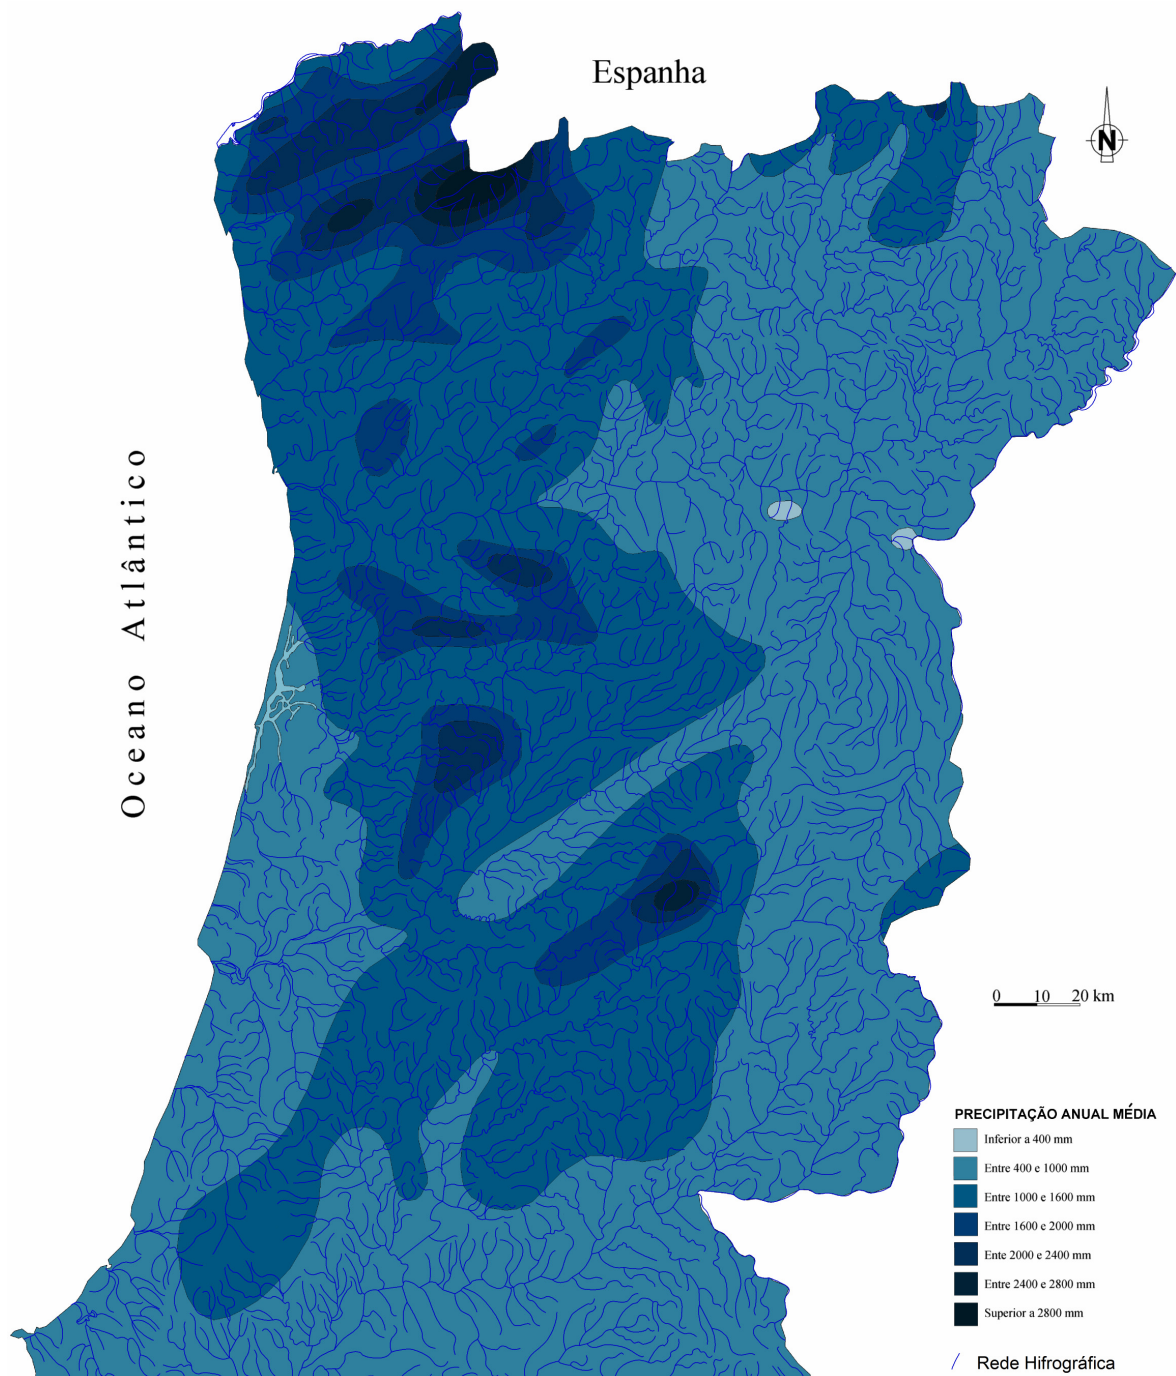 Espanha
N
Oceano Atlântico
0 10 20 km
PRECIPITAÇÃO ANUAL MÉDIA
Inferior a 400 mm
Entre 400 e 1000 mm
Entre 1000 e 1600 mm
Entre 1600 e 2000 mm
Ente 2000 e 2400 mm
Entre 2400 e 2800 mm
Superior a 2800 mm
Rede Hifrográfica